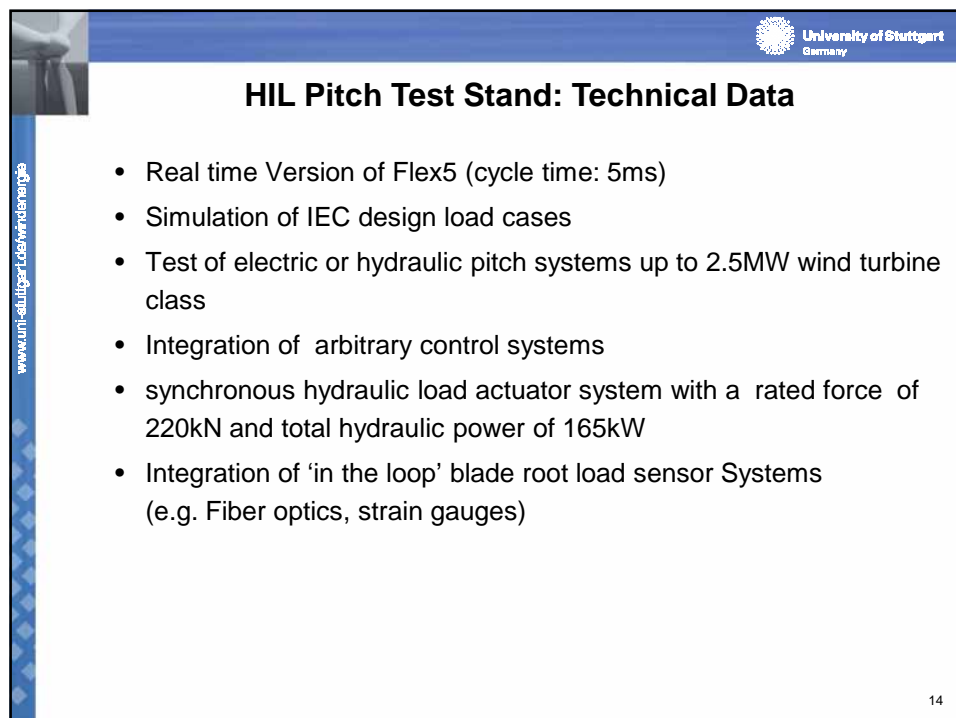 University of Stuttgart
Germany
HIL Pitch Test Stand: Technical Data
www.uni-stuttgart.de/windenergie
• Real time Version of Flex5 (cycle time: 5ms)
• Simulation of IEC design load cases
• Test of electric or hydraulic pitch systems up to 2.5MW wind turbine
class
• Integration of  arbitrary control systems
• synchronous hydraulic load actuator system with a  rated force  of
220kN and total hydraulic power of 165kW
• Integration of ‘in the loop’ blade root load sensor Systems
(e.g. Fiber optics, strain gauges)
14